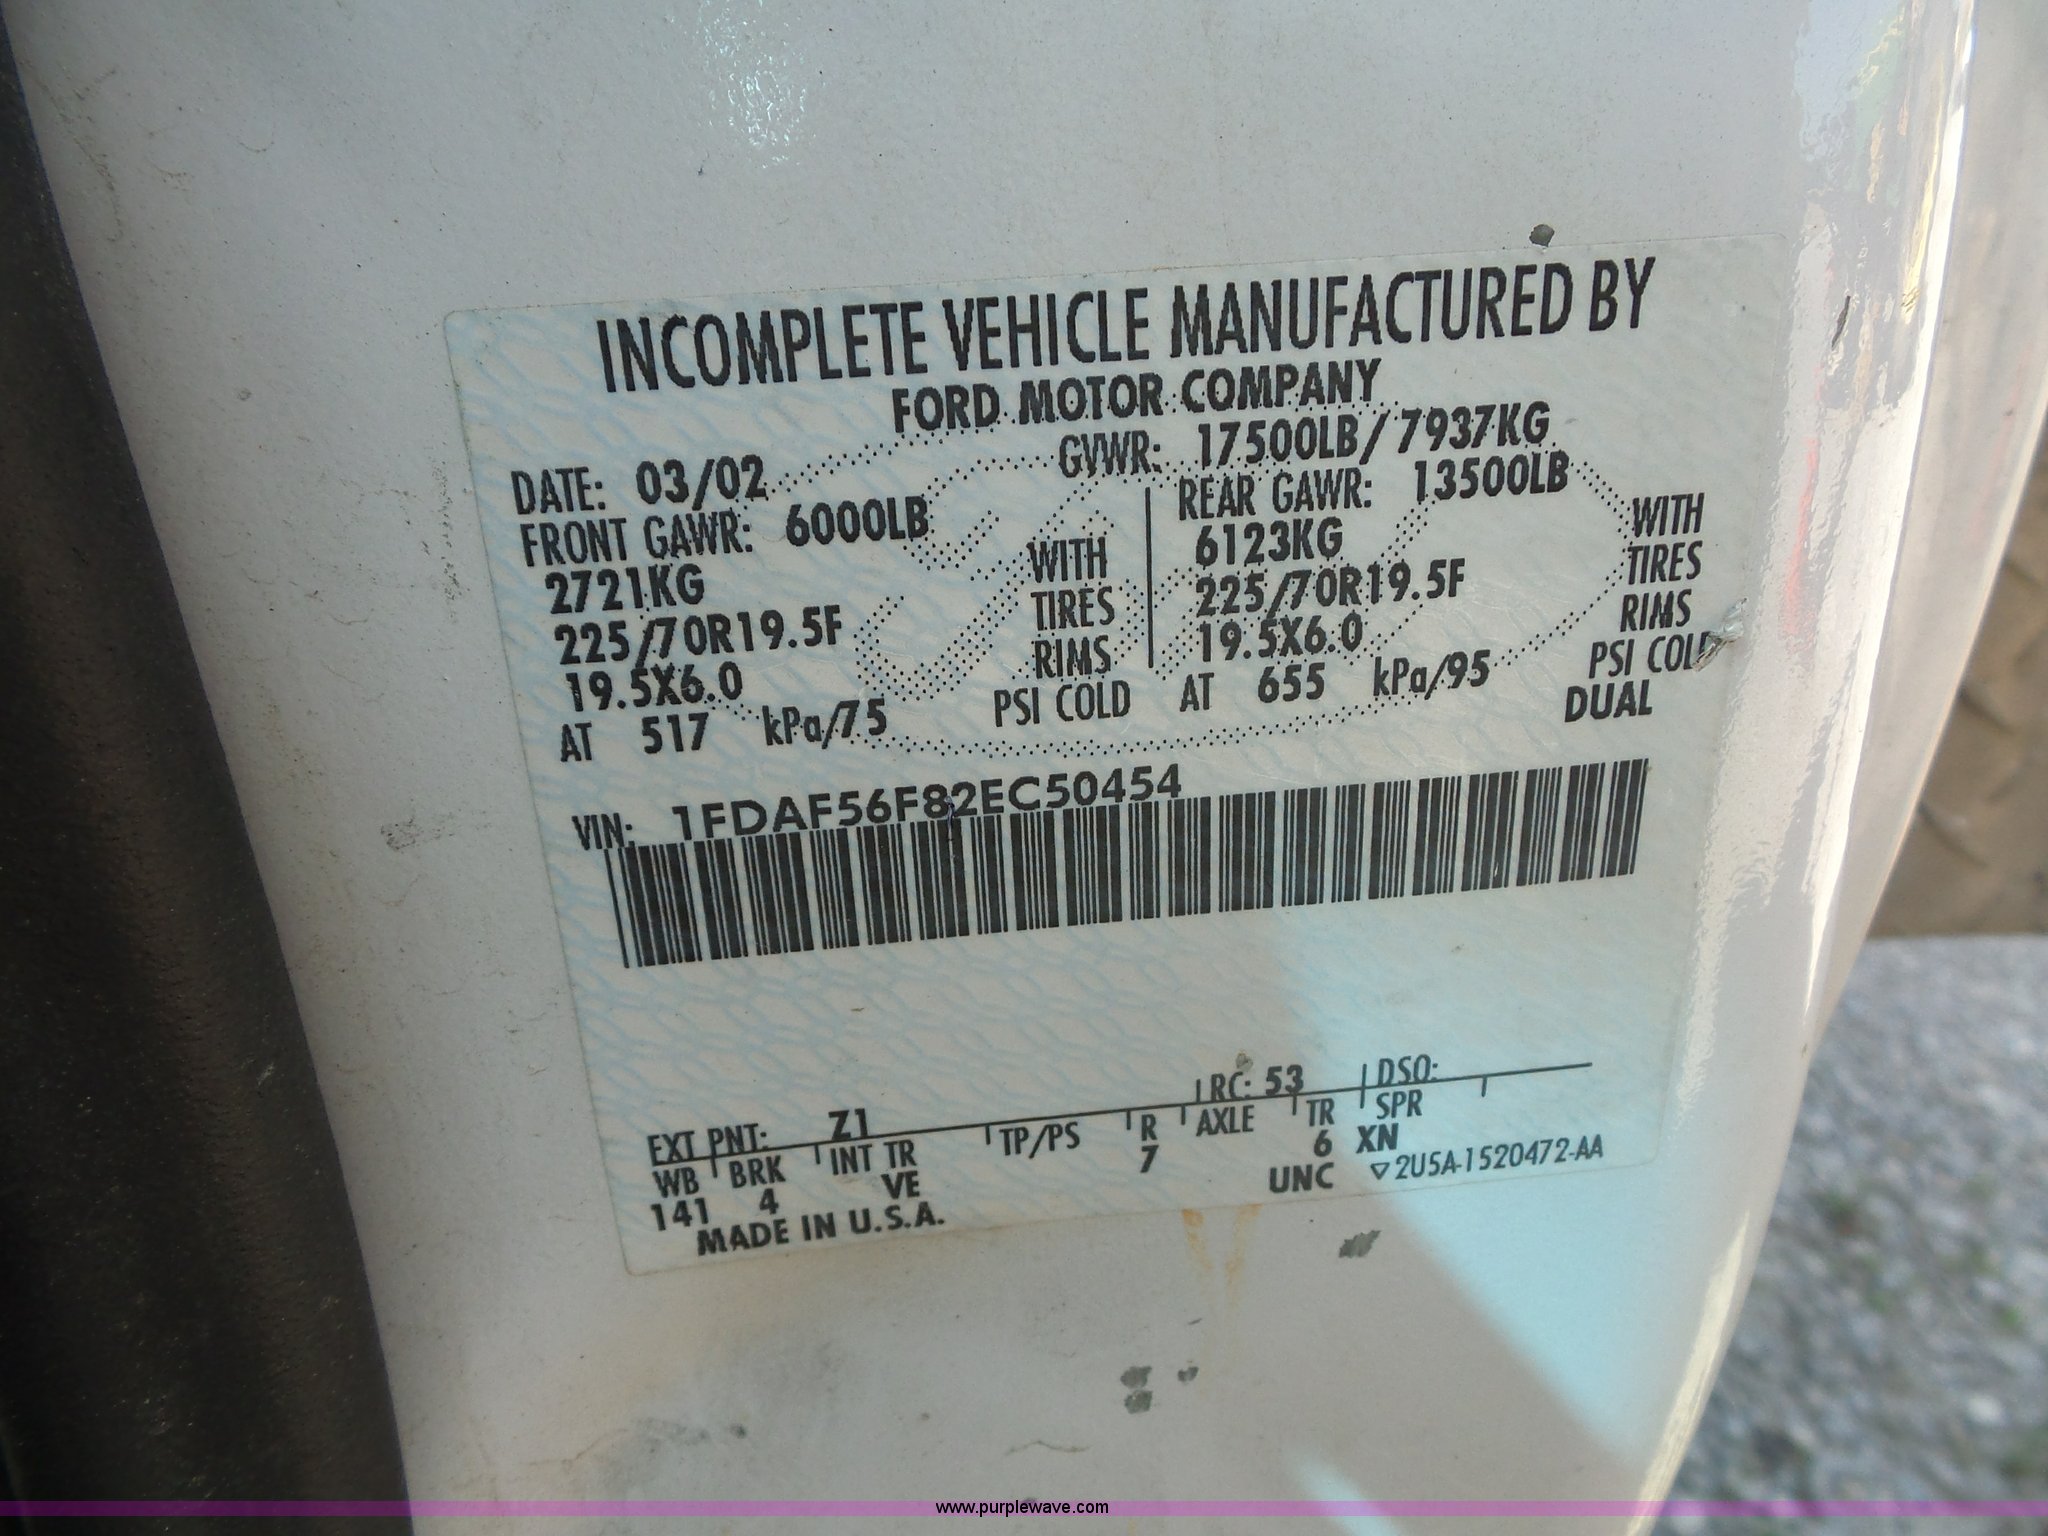 INCOMPLETE VEHICLE MANUFACTURED BY
FORD MOTOR COMPANY
DATE: 03/02 GVWR: 17500LB/7937KG
FRONT GAWR: 6000LB REAR GAWR: 13500LB
2721KG WITH 6123KG WITH
225/70R19.5F TIRES 225/70R19.5F TIRES
19.5X6.0 RIMS 19.5X6.0 RIMS
AT 517 kPa/75 PSI COLD AT 655 kPa/95 PSI COLD
DUAL
VIN: 1FDAF56F82EC50454
EXT PNT: Z1 RC: 53 DSO:
WB BRK INT TR TP/PS R AXLE TR SPR
141 4 VE 7 6 XN
MADE IN U.S.A. UNC ▽2U5A-1520472-AA
www.purplewave.com